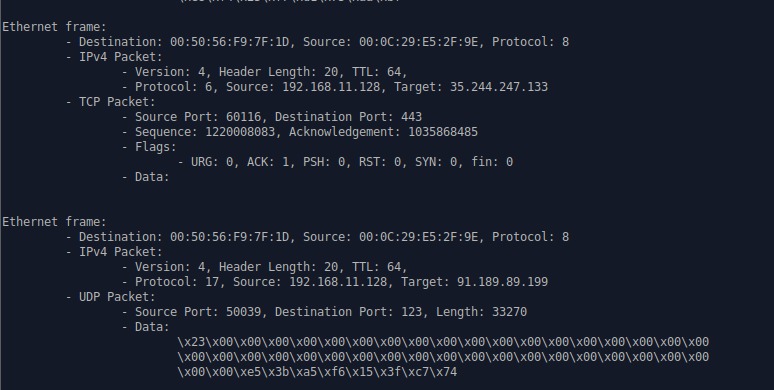 Ethernet frame:
- Destination: 00:50:56:F9:7F:1D, Source: 00:0C:29:E5:2F:9E, Protocol: 8
- IPv4 Packet:
- Version: 4, Header Length: 20, TTL: 64,
- Protocol: 6, Source: 192.168.11.128, Target: 35.244.247.133
- TCP Packet:
- Source Port: 60116, Destination Port: 443
- Sequence: 1220008083, Acknowledgement: 1035868485
- Flags:
- URG: 0, ACK: 1, PSH: 0, RST: 0, SYN: 0, fin: 0
- Data:
Ethernet frame:
- Destination: 00:50:56:F9:7F:1D, Source: 00:0C:29:E5:2F:9E, Protocol: 8
- IPv4 Packet:
- Version: 4, Header Length: 20, TTL: 64,
- Protocol: 17, Source: 192.168.11.128, Target: 91.189.89.199
- UDP Packet:
- Source Port: 50039, Destination Port: 123, Length: 33270
- Data:
\x23\x00\x00\x00\x00\x00\x00\x00\x00\x00\x00\x00\x00\x00\x00\x00\x00\x00\x00
\x00\x00\x00\x00\x00\x00\x00\x00\x00\x00\x00\x00\x00\x00\x00\x00\x00\x00\x00
\x00\x00\xe5\x3b\xa5\xf6\x15\x3f\xc7\x74